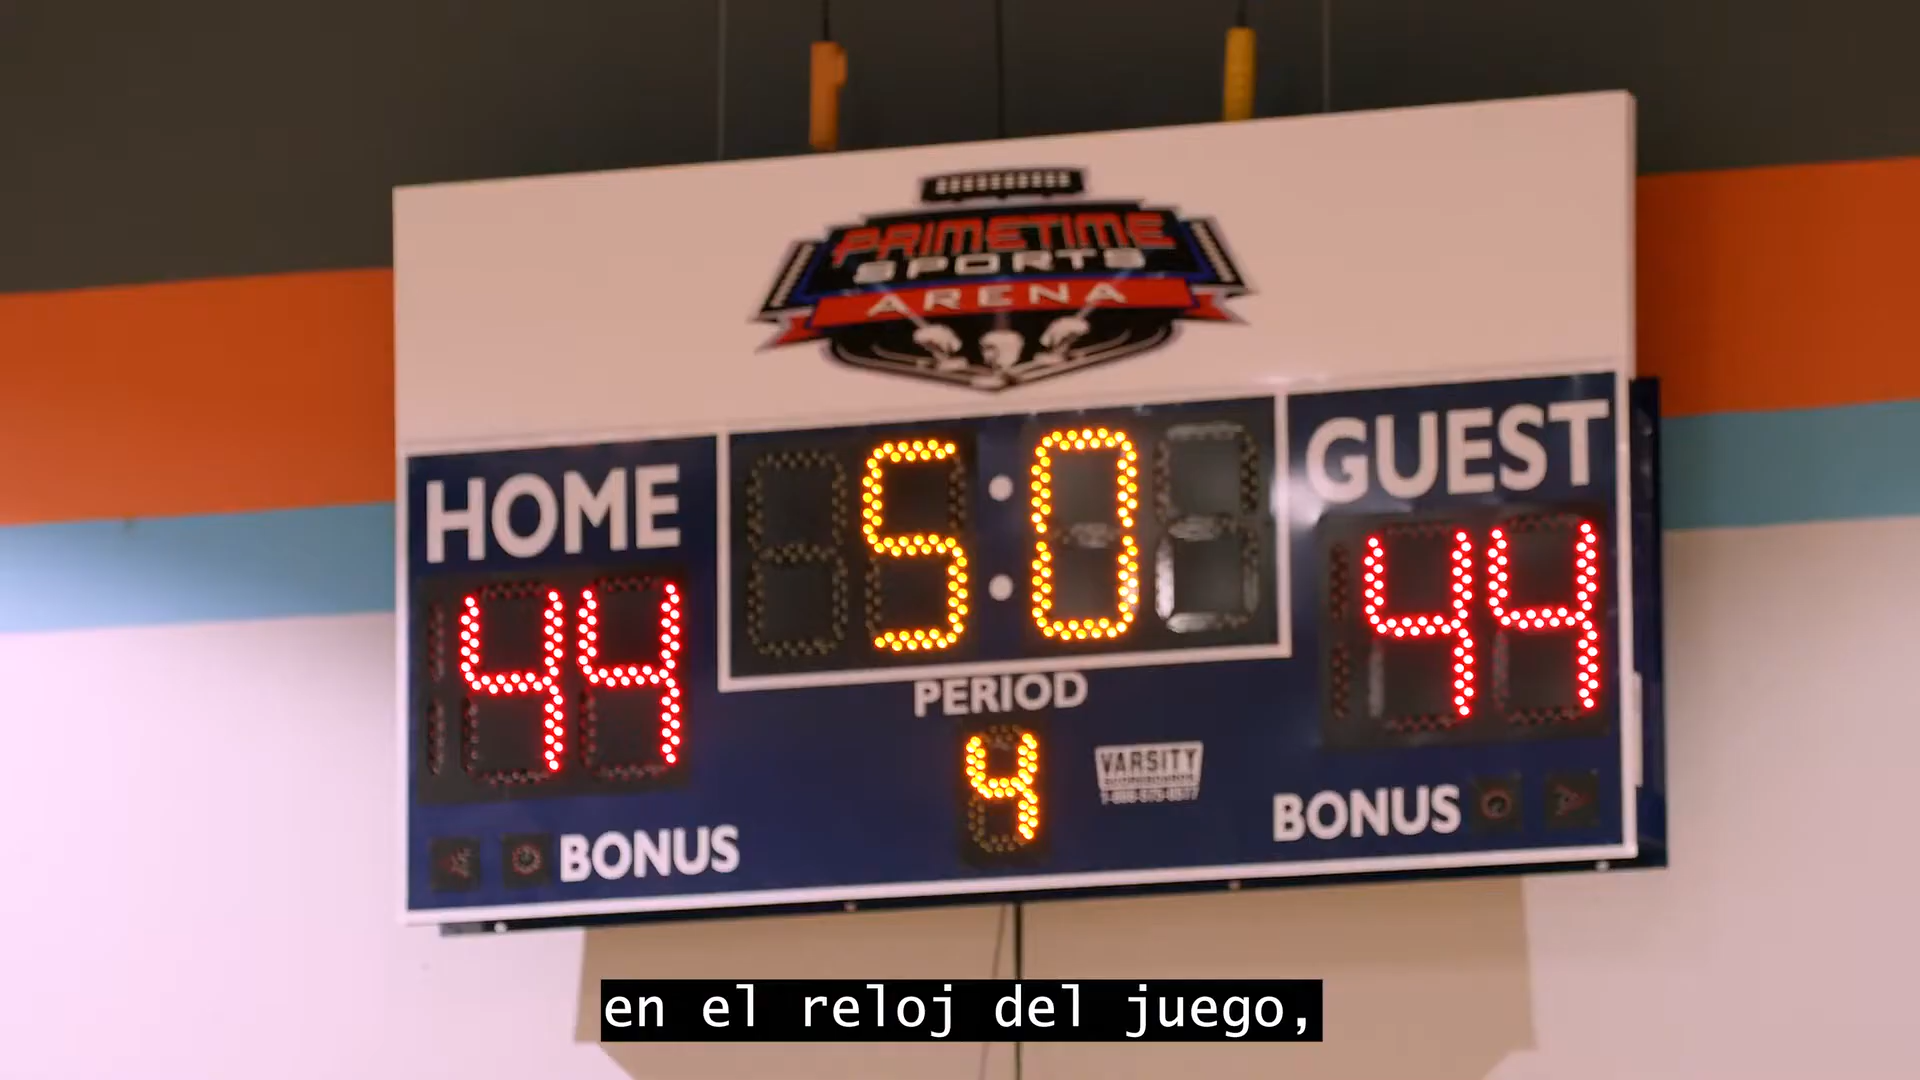 PRIMETIME
SPORTS
ARENA
HOME
5:0
GUEST
44
44
PERIOD
4
VARSITY
BONUS
BONUS
en el reloj del juego,